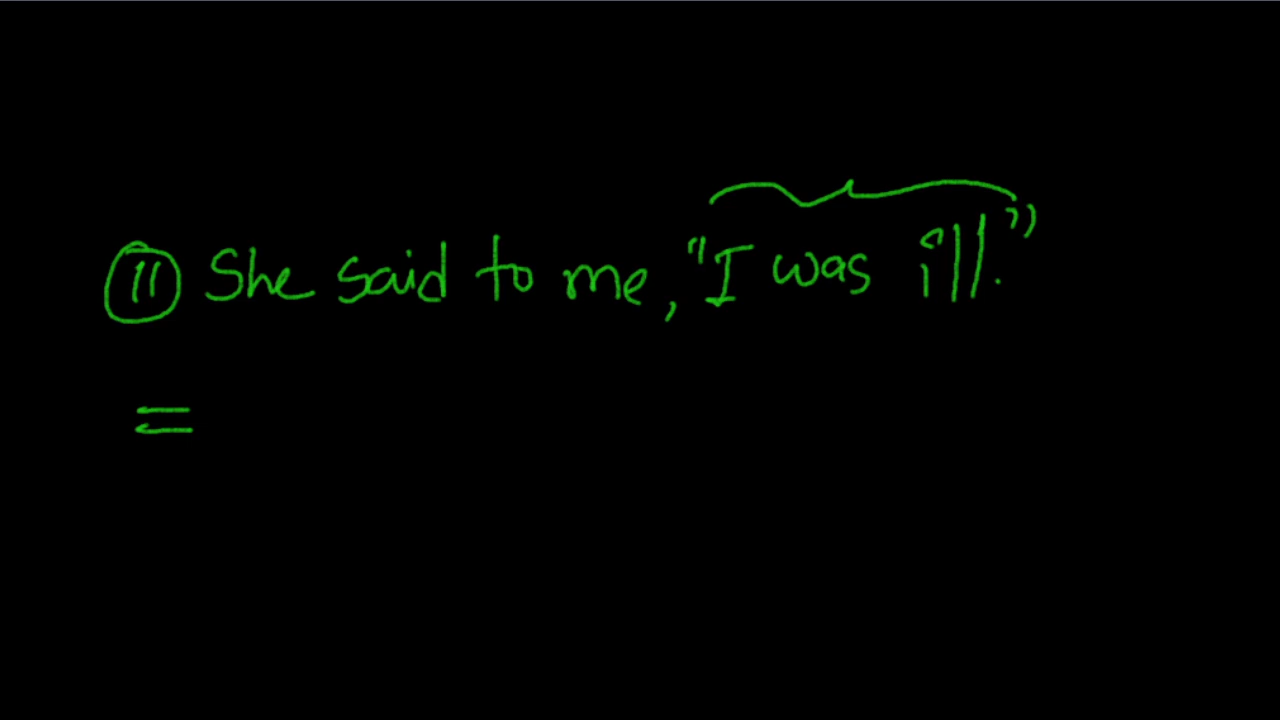 ⑪ She said to me, "I was ill."
=